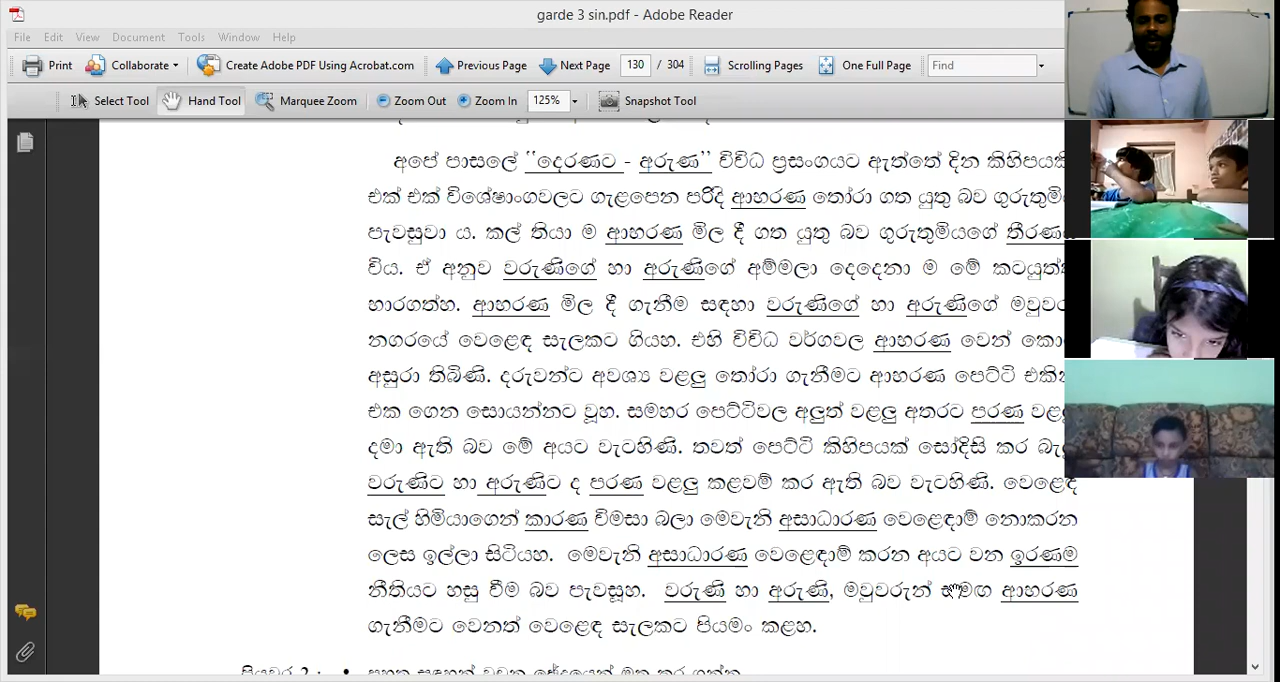 garde 3 sin.pdf - Adobe Reader
File Edit View Document Tools Window Help
Print Collaborate Create Adobe PDF Using Acrobat.com Previous Page Next Page 130 / 304 Scrolling Pages One Full Page Find
Select Tool Hand Tool Marquee Zoom Zoom Out Zoom In 125% Snapshot Tool
අපේ පාසලේ "දෙරණට - අරුණ" විවිධ ප්‍රසංගයට ඇත්තේ දින කිහිපයකි
එක් එක් විශේෂාංගවලට ගැළපෙන පරිදි ආභරණ තෝරා ගත යුතු බව
පැවසුවා ය. කල් තියා ම ආභරණ මිල දී ගත යුතු බව ගුරුතුමියගේ
විය. ඒ අනුව වරුණිගේ හා අරුණිගේ අම්මලා දෙදෙනා ම මේ
භාරගත්හ. ආභරණ මිල දී ගැනීම සඳහා වරුණිගේ හා අරුණිගේ
නගරයේ වෙළෙඳ සැලකට ගියහ. එහි විවිධ වර්ගවල ආභරණ වෙන්
අසුරා තිබිණි. දරුවන්ට අවශ්‍ය වළලු තෝරා ගැනීමට ආභරණ පෙට්ටි
එක ගෙන සොයන්නට වූහ. සමහර පෙට්ටිවල අලුත් වළලු අතරට පරණ
දමා ඇති බව මේ අයට වැටහිණි. තවත් පෙට්ටි කිහිපයක් සෝදිසි කර
වරුණිට හා අරුණිට ද පරණ වළලු කළවම් කර ඇති බව වැටහිණි. වෙළෙඳ
සැල් හිමියාගෙන් කාරණ විමසා බලා මෙවැනි අසාධාරණ වෙළෙඳාම් නොකරන
ලෙස ඉල්ලා සිටියහ. මෙවැනි අසාධාරණ වෙළෙඳාම් කරන අයට වන ඉරණම
නීතියට හසු වීම බව පැවසූහ. වරුණි හා අරුණි, මවුවරුන් සමඟ ආභරණ
ගැනීමට වෙනත් වෙළෙඳ සැලකට පියමං කළහ.